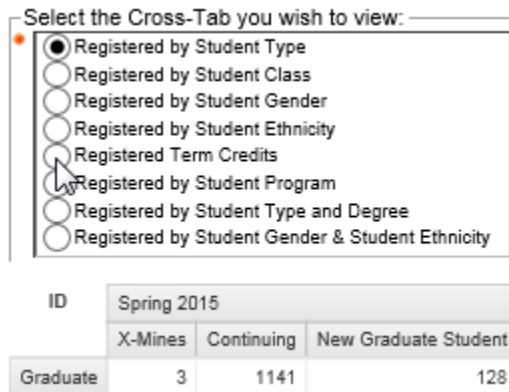 Select the Cross-Tab you wish to view:
Registered by Student Type
Registered by Student Class
Registered by Student Gender
Registered by Student Ethnicity
Registered Term Credits
Registered by Student Program
Registered by Student Type and Degree
Registered by Student Gender & Student Ethnicity
ID Spring 2015
X-Mines Continuing New Graduate Student
Graduate 3 1141 128